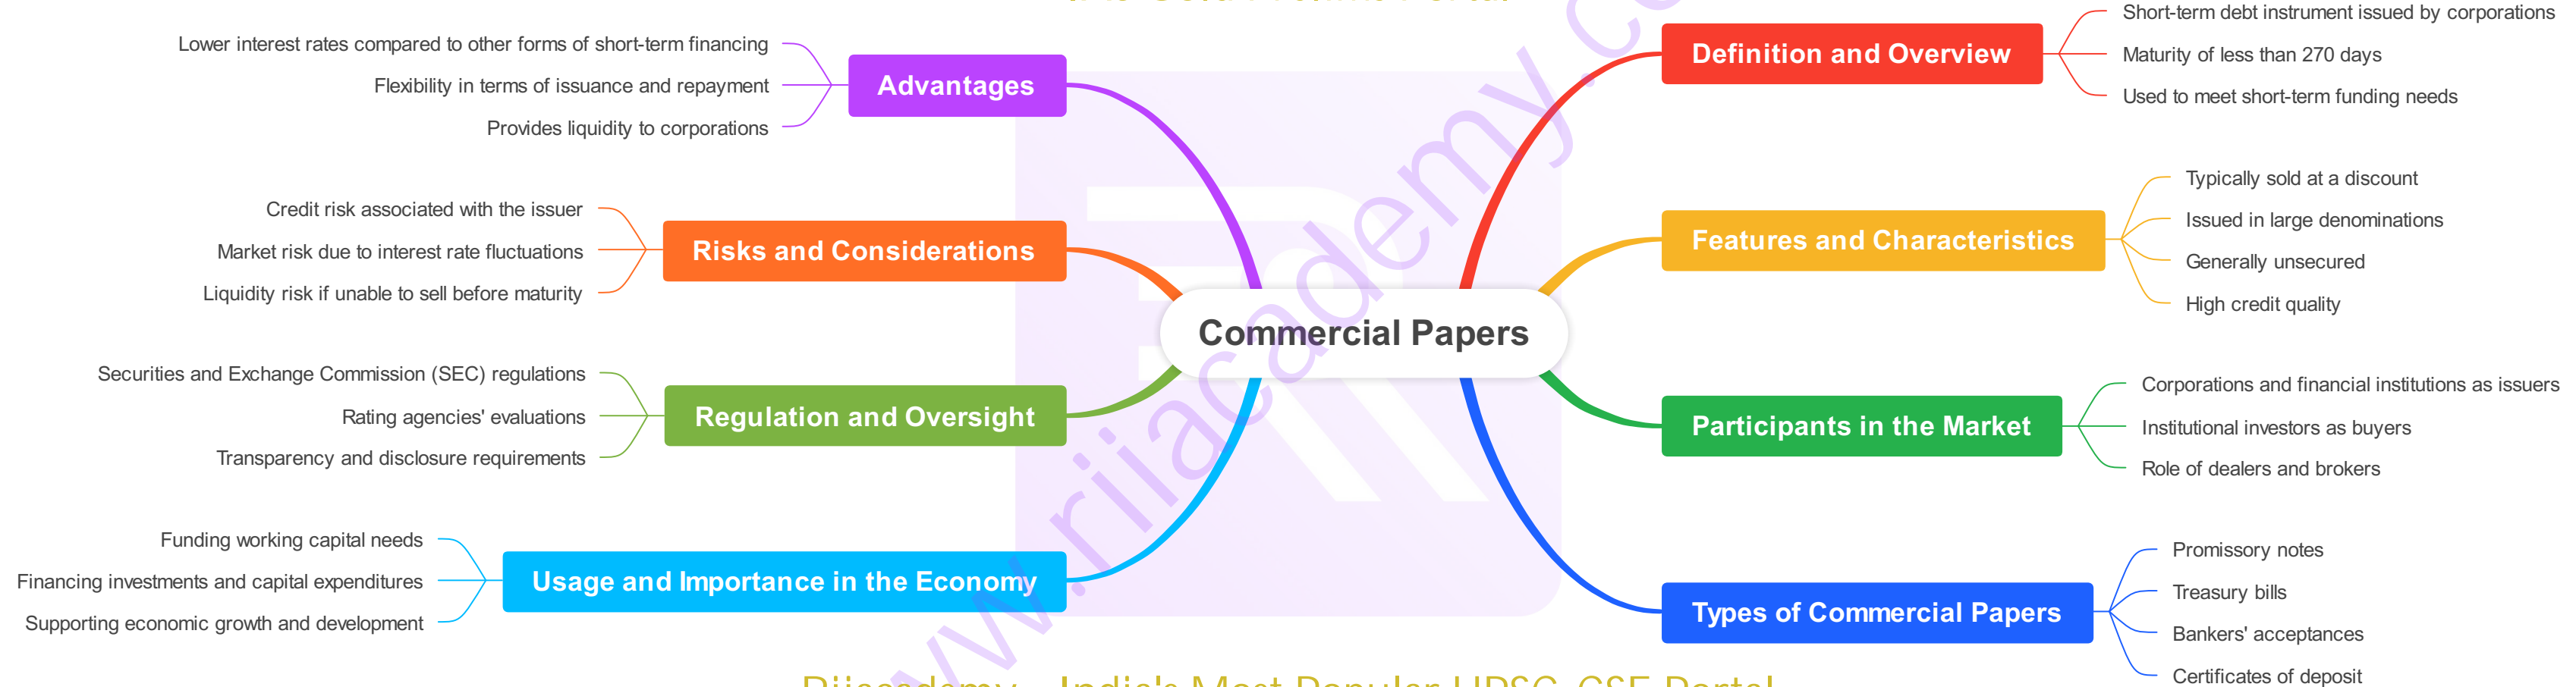 Commercial Papers
Definition and Overview
Short-term debt instrument issued by corporations
Maturity of less than 270 days
Used to meet short-term funding needs
Features and Characteristics
Typically sold at a discount
Issued in large denominations
Generally unsecured
High credit quality
Participants in the Market
Corporations and financial institutions as issuers
Institutional investors as buyers
Role of dealers and brokers
Types of Commercial Papers
Promissory notes
Treasury bills
Bankers' acceptances
Certificates of deposit
Advantages
Lower interest rates compared to other forms of short-term financing
Flexibility in terms of issuance and repayment
Provides liquidity to corporations
Risks and Considerations
Credit risk associated with the issuer
Market risk due to interest rate fluctuations
Liquidity risk if unable to sell before maturity
Regulation and Oversight
Securities and Exchange Commission (SEC) regulations
Rating agencies' evaluations
Transparency and disclosure requirements
Usage and Importance in the Economy
Funding working capital needs
Financing investments and capital expenditures
Supporting economic growth and development
Rijacademy - India's Most Popular UPSC-CSE Portal